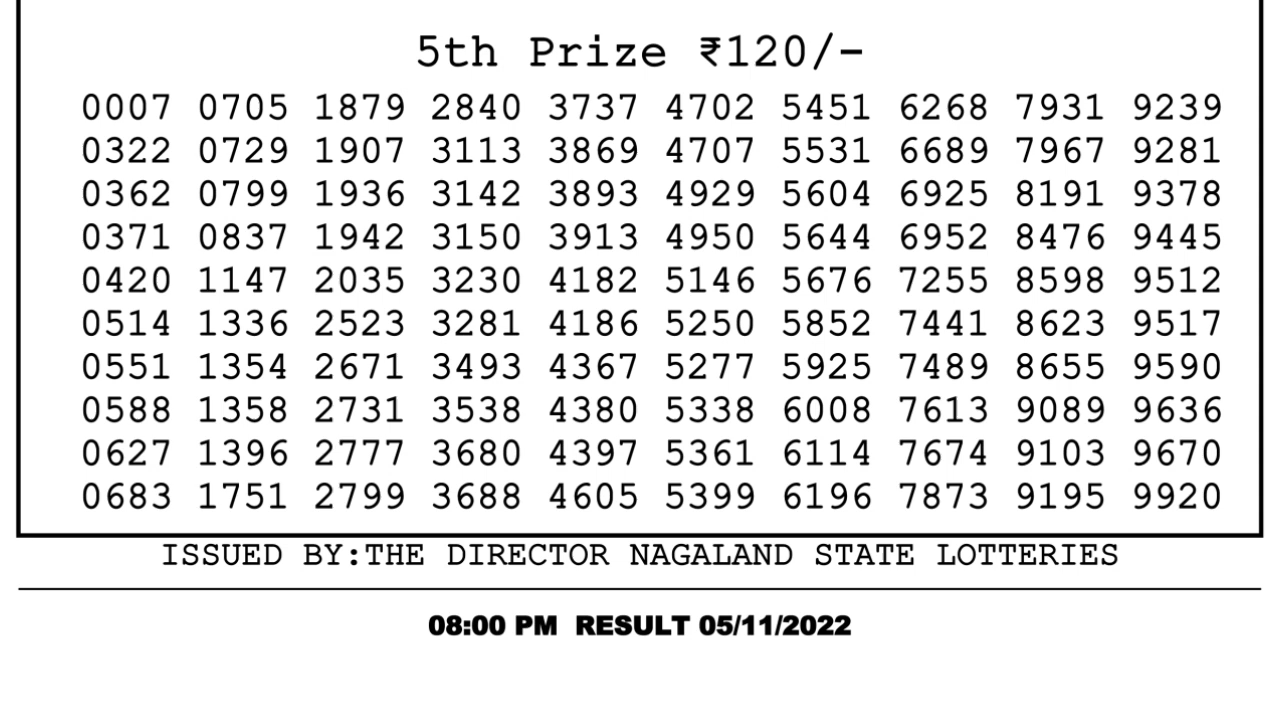 5th Prize ₹120/-
0007 0705 1879 2840 3737 4702 5451 6268 7931 9239
0322 0729 1907 3113 3869 4707 5531 6689 7967 9281
0362 0799 1936 3142 3893 4929 5604 6925 8191 9378
0371 0837 1942 3150 3913 4950 5644 6952 8476 9445
0420 1147 2035 3230 4182 5146 5676 7255 8598 9512
0514 1336 2523 3281 4186 5250 5852 7441 8623 9517
0551 1354 2671 3493 4367 5277 5925 7489 8655 9590
0588 1358 2731 3538 4380 5338 6008 7613 9089 9636
0627 1396 2777 3680 4397 5361 6114 7674 9103 9670
0683 1751 2799 3688 4605 5399 6196 7873 9195 9920
ISSUED BY:THE DIRECTOR NAGALAND STATE LOTTERIES
08:00 PM RESULT 05/11/2022